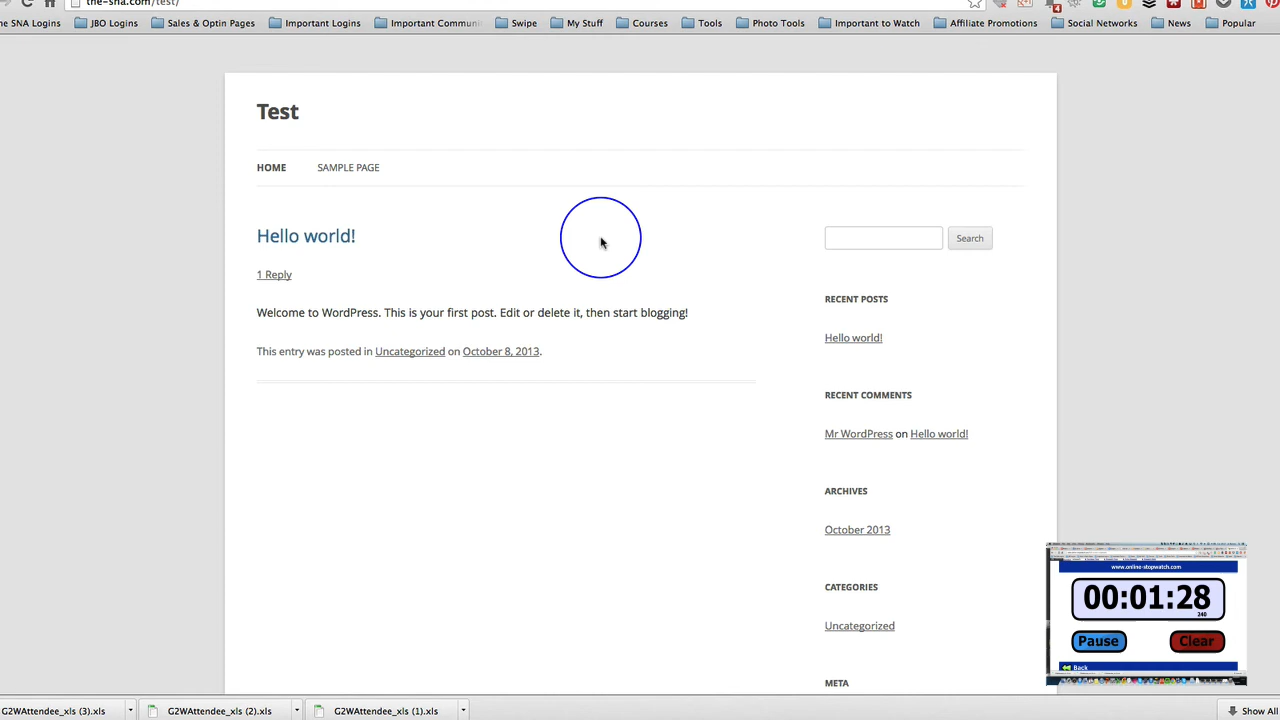 the-sna.com/test/
The SNA Logins JBO Logins Sales & Optin Pages Important Logins Important Commun Swipe My Stuff Courses Tools Photo Tools Important to Watch Affiliate Promotions Social Networks News Popular
Test
HOME SAMPLE PAGE
Hello world!
Search
1 Reply
RECENT POSTS
Welcome to WordPress. This is your first post. Edit or delete it, then start blogging!
Hello world!
This entry was posted in Uncategorized on October 8, 2013.
RECENT COMMENTS
Mr WordPress on Hello world!
ARCHIVES
October 2013
CATEGORIES
Uncategorized
META
www.online-stopwatch.com
00:01:28
240
Pause Clear
Back
G2WAttendee_xls (3).xls G2WAttendee_xls (2).xls G2WAttendee_xls (1).xls Show All